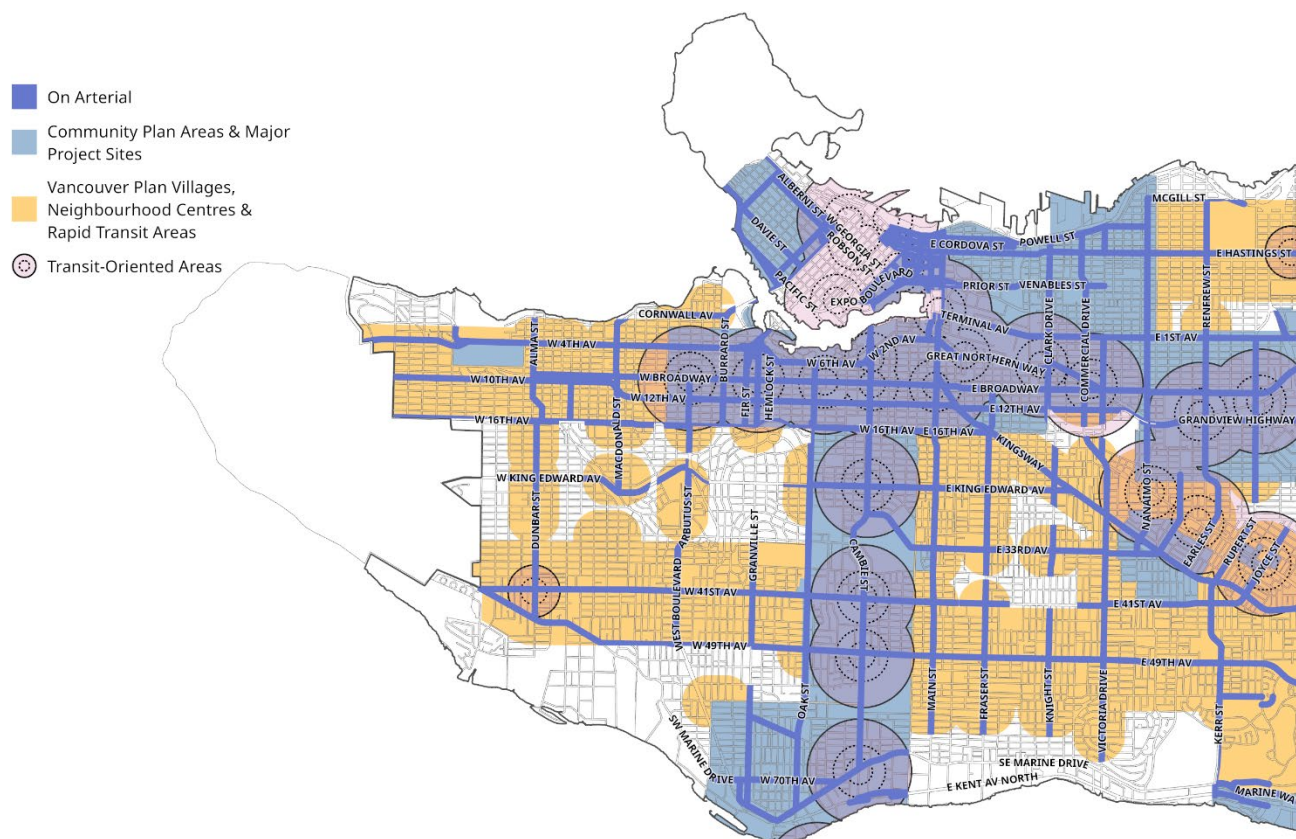 On Arterial
Community Plan Areas & Major
Project Sites
Vancouver Plan Villages,
Neighbourhood Centres &
Rapid Transit Areas
Transit-Oriented Areas
ALBERNI ST
W GEORGIA ST
ROBSON ST
DAVIE ST
PACIFIC ST
EXPO BOULEVARD
E CORDOVA ST
POWELL ST
MCGILL ST
E HASTINGS ST
PRIOR ST
VENABLES ST
RENFREW ST
CLARK DRIVE
COMMERCIAL DRIVE
TERMINAL AV
E 1ST AV
GREAT NORTHERN WAY
CORNWALL AV
ALMA ST
W 4TH AV
BURRARD ST
W 6TH AV
W 2ND AV
W 10TH AV
W BROADWAY
E BROADWAY
FIR ST
HEMLOCK ST
W 12TH AV
E 12TH AV
MACDONALD ST
W 16TH AV
W 16TH AV
E 16TH AV
KINGSWAY
GRANDVIEW HIGHWAY
W KING EDWARD AV
E KING EDWARD AV
DUNBAR ST
ARBUTUS ST
GRANVILLE ST
CAMBIE ST
NANAIMO ST
EARLES ST
RUPERT ST
JOYCE ST
E 33RD AV
WEST BOULEVARD
W 41ST AV
E 41ST AV
W 49TH AV
E 49TH AV
OAK ST
MAIN ST
FRASER ST
KNIGHT ST
VICTORIA DRIVE
KERR ST
SW MARINE DRIVE
W 70TH AV
SE MARINE DRIVE
E KENT AV NORTH
MARINE WA